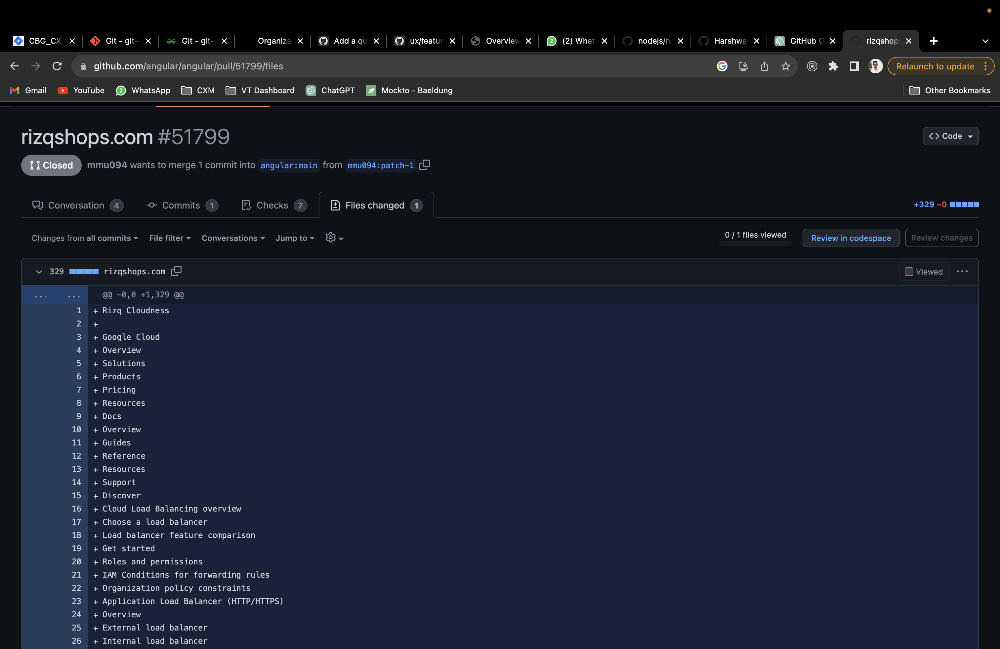 CBG_CX_ Git - git- Git - git- Organiza Add a qu ux/featur Overview (2) What nodejs/n Harshwa GitHub rizqshop
github.com/angular/angular/pull/51799/files Relaunch to update
Gmail YouTube 2 WhatsApp CXM VT Dashboard ChatGPT Mockto - Baeldung Other Bookmarks
rizqshops.com #51799 <> Code
Closed mmu094 wants to merge 1 commit into angular:main from mmu094:patch-1
Conversation 4 Commits 1 Checks 7 Files changed 1 +329 −0
Changes from all commits File filter Conversations Jump to 0 / 1 files viewed Review in codespace Review changes
329 rizqshops.com Viewed ...
... ... @@ -0,0 +1,329 @@
1 + Rizq Cloudness
2 +
3 + Google Cloud
4 + Overview
5 + Solutions
6 + Products
7 + Pricing
8 + Resources
9 + Docs
10 + Overview
11 + Guides
12 + Reference
13 + Resources
14 + Support
15 + Discover
16 + Cloud Load Balancing overview
17 + Choose a load balancer
18 + Load balancer feature comparison
19 + Get started
20 + Roles and permissions
21 + IAM Conditions for forwarding rules
22 + Organization policy constraints
23 + Application Load Balancer (HTTP/HTTPS)
24 + Overview
25 + External load balancer
26 + Internal load balancer